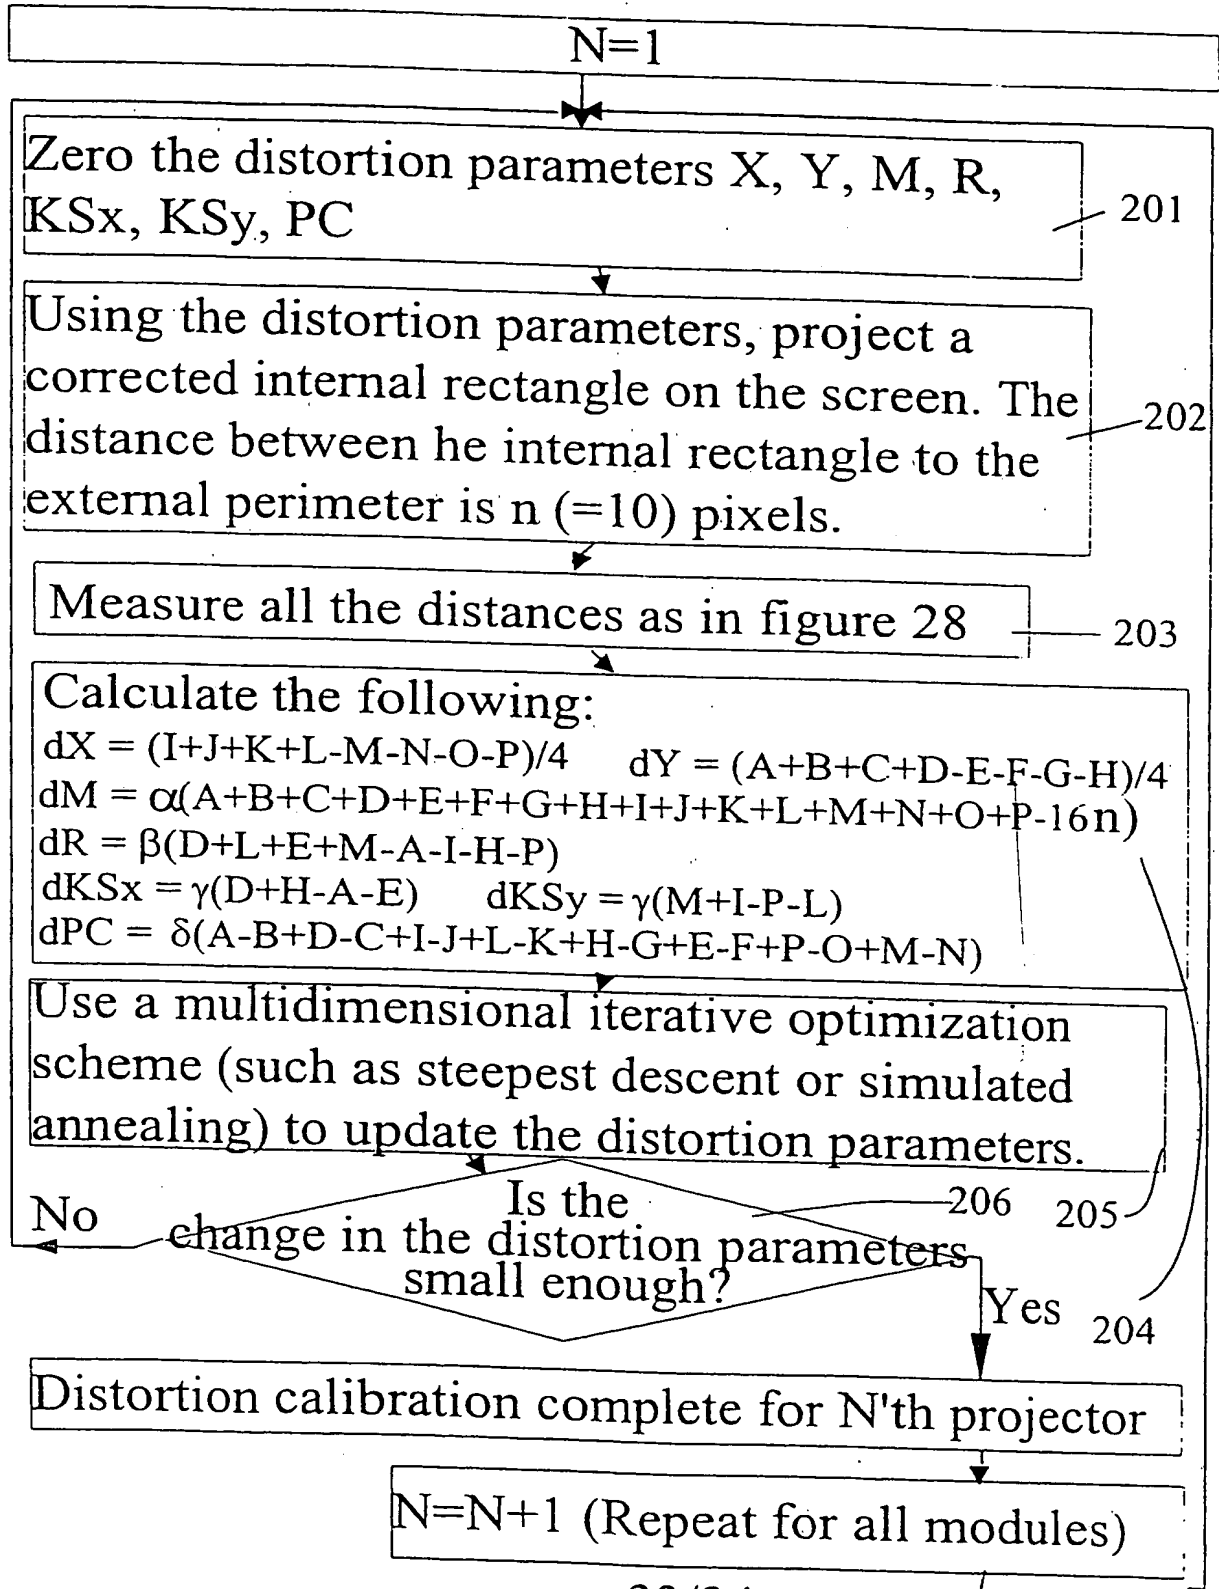 N=1
Zero the distortion parameters X, Y, M, R,
KSx, KSy, PC
201
Using the distortion parameters, project a
corrected internal rectangle on the screen. The
distance between he internal rectangle to the
external perimeter is n (=10) pixels.
202
Measure all the distances as in figure 28
203
Calculate the following:
dX = (I+J+K+L-M-N-O-P)/4 dY = (A+B+C+D-E-F-G-H)/4
dM = α(A+B+C+D+E+F+G+H+I+J+K+L+M+N+O+P-16n)
dR = β(D+L+E+M-A-I-H-P)
dKSx = γ(D+H-A-E) dKSy = γ(M+I-P-L)
dPC = δ(A-B+D-C+I-J+L-K+H-G+E-F+P-O+M-N)
Use a multidimensional iterative optimization
scheme (such as steepest descent or simulated
annealing) to update the distortion parameters.
Is the
change in the distortion parameters
small enough?
206
205
No
Yes
204
Distortion calibration complete for N'th projector
N=N+1 (Repeat for all modules)